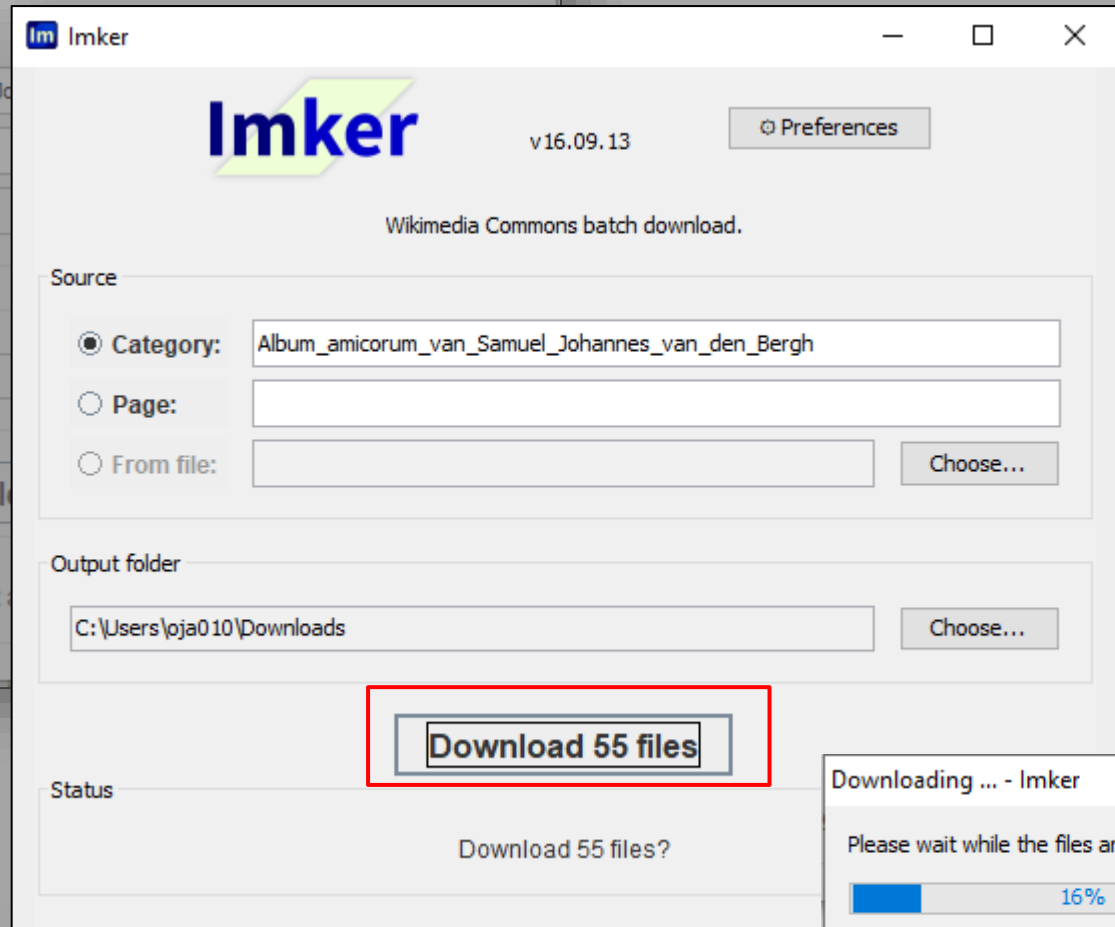 Im Imker
Imker
v16.09.13
Preferences
Wikimedia Commons batch download.
Source
Category: Album_amicorum_van_Samuel_Johannes_van_den_Bergh
Page:
From file: Choose...
Output folder
C:\Users\oja010\Downloads Choose...
Download 55 files
Status
Download 55 files?
Downloading ... - Imker
Please wait while the files
16%